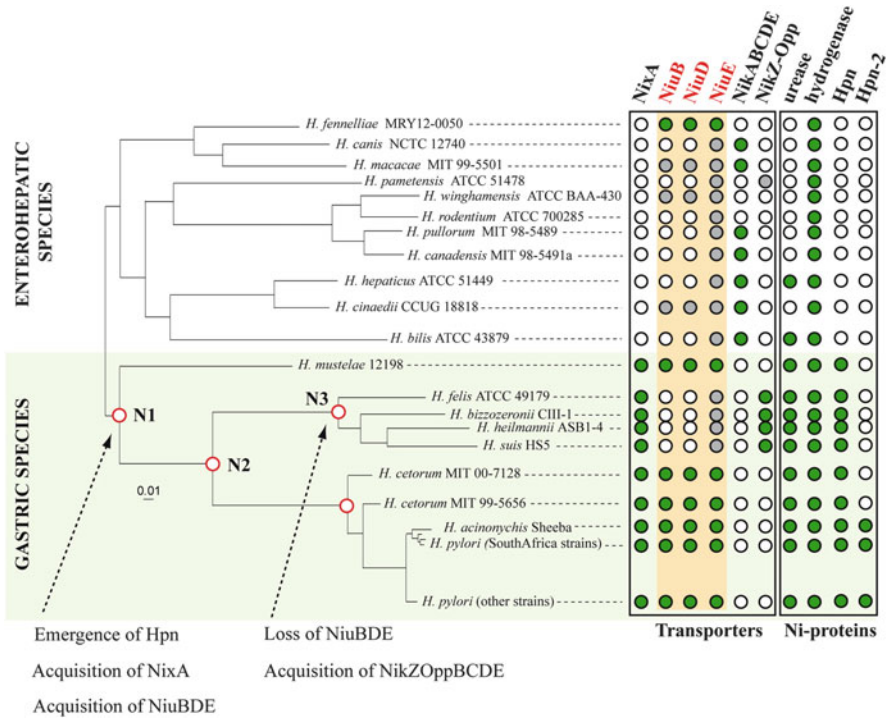 NixA
NiuB
NiuD
NiuE
NikABCDE
NikZ-Opp
urease
hydrogenase
Hpn
Hpn-2
ENTEROHEPATIC
SPECIES
H. fennelliae MRY12-0050
H. canis NCTC 12740
H. macacae MIT 99-5501
H. pametensis ATCC 51478
H. winghamensis ATCC BAA-430
H. rodentium ATCC 700285
H. pullorum MIT 98-5489
H. canadensis MIT 98-5491a
H. hepaticus ATCC 51449
H. cinaedii CCUG 18818
H. bilis ATCC 43879
GASTRIC SPECIES
H. mustelae 12198
H. felis ATCC 49179
H. bizzozeronii CIII-1
H. heilmannii ASB1-4
H. suis HS5
H. cetorum MIT 00-7128
H. cetorum MIT 99-5656
H. acinonychis Sheeba
H. pylori (SouthAfrica strains)
H. pylori (other strains)
N1
N2
N3
0.01
Transporters
Ni-proteins
Emergence of Hpn
Acquisition of NixA
Acquisition of NiuBDE
Loss of NiuBDE
Acquisition of NikZOppBCDE